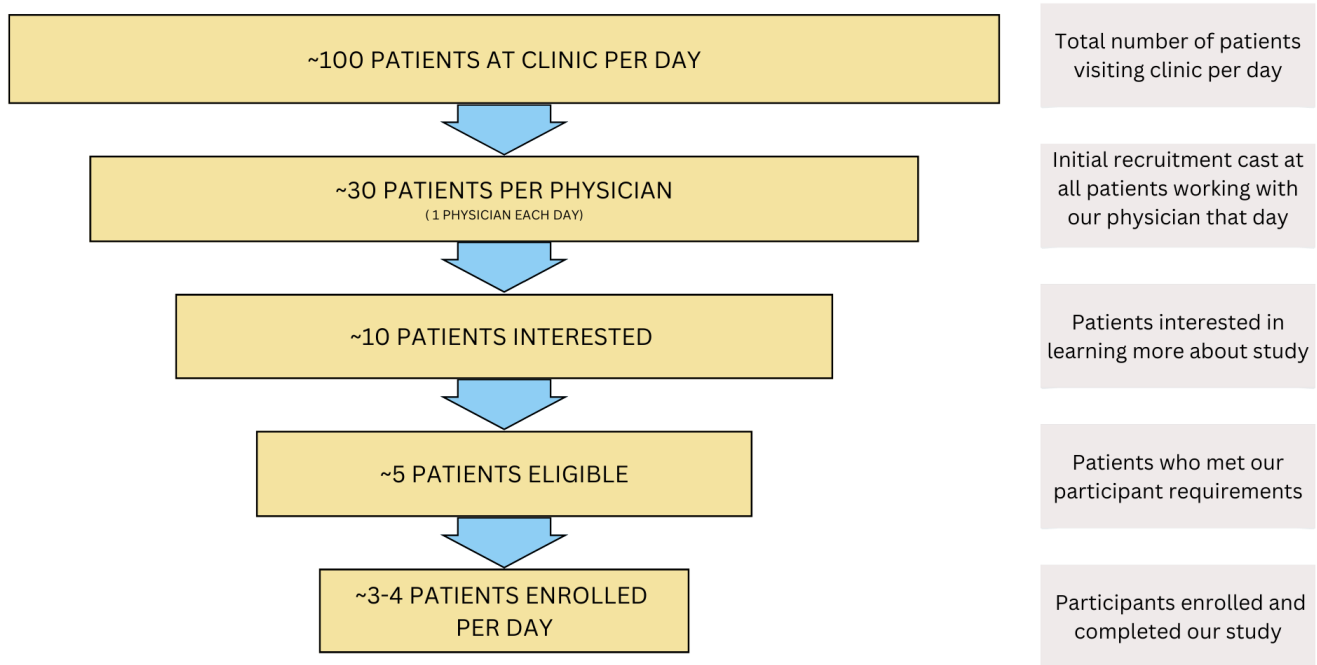 ~100 PATIENTS AT CLINIC PER DAY
Total number of patients
visiting clinic per day
~30 PATIENTS PER PHYSICIAN
( 1 PHYSICIAN EACH DAY)
Initial recruitment cast at
all patients working with
our physician that day
~10 PATIENTS INTERESTED
Patients interested in
learning more about study
~5 PATIENTS ELIGIBLE
Patients who met our
participant requirements
~3-4 PATIENTS ENROLLED
PER DAY
Participants enrolled and
completed our study